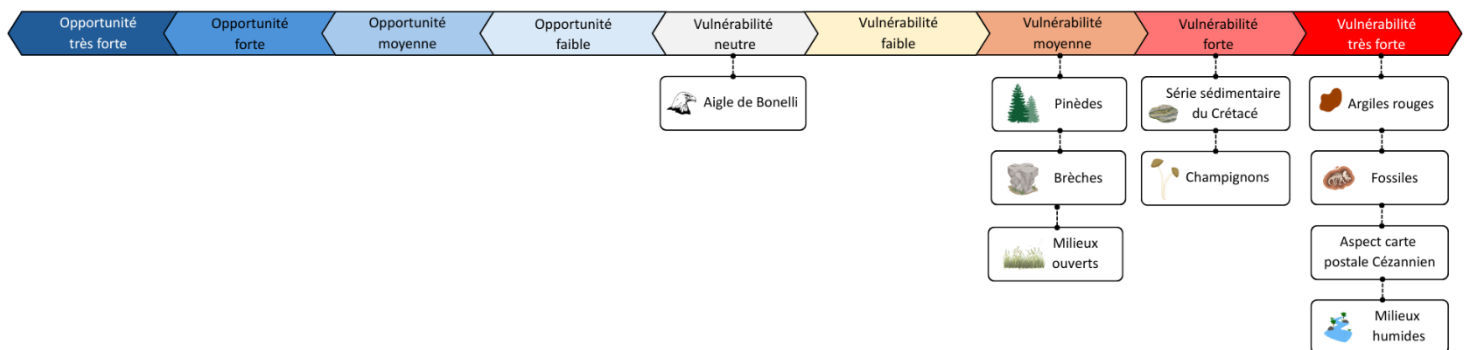 Opportunité
très forte
Opportunité
forte
Opportunité
moyenne
Opportunité
faible
Vulnérabilité
neutre
Vulnérabilité
faible
Vulnérabilité
moyenne
Vulnérabilité
forte
Vulnérabilité
très forte
Aigle de Bonelli
Pinèdes
Brèches
Milieux
ouverts
Série sédimentaire
du Crétacé
Champignons
Argiles rouges
Fossiles
Aspect carte
postale Cézannien
Milieux
humides